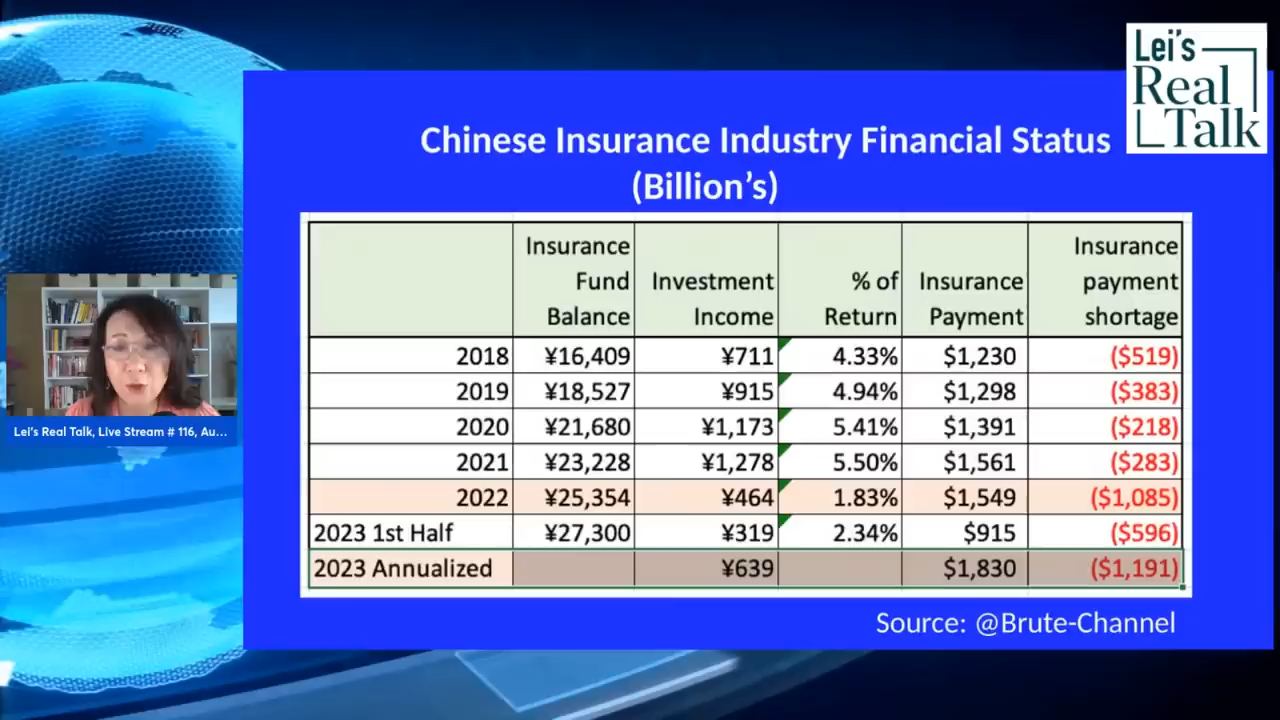 Lei's
Real
Talk
Chinese Insurance Industry Financial Status
(Billion's)
Insurance Fund Balance Investment Income % of Return Insurance Payment Insurance payment shortage
2018 ¥16,409 ¥711 4.33% $1,230 ($519)
2019 ¥18,527 ¥915 4.94% $1,298 ($383)
2020 ¥21,680 ¥1,173 5.41% $1,391 ($218)
2021 ¥23,228 ¥1,278 5.50% $1,561 ($283)
2022 ¥25,354 ¥464 1.83% $1,549 ($1,085)
2023 1st Half ¥27,300 ¥319 2.34% $915 ($596)
2023 Annualized ¥639 $1,830 ($1,191)
Source: @Brute-Channel
Lei's Real Talk, Live Stream # 116, Au...